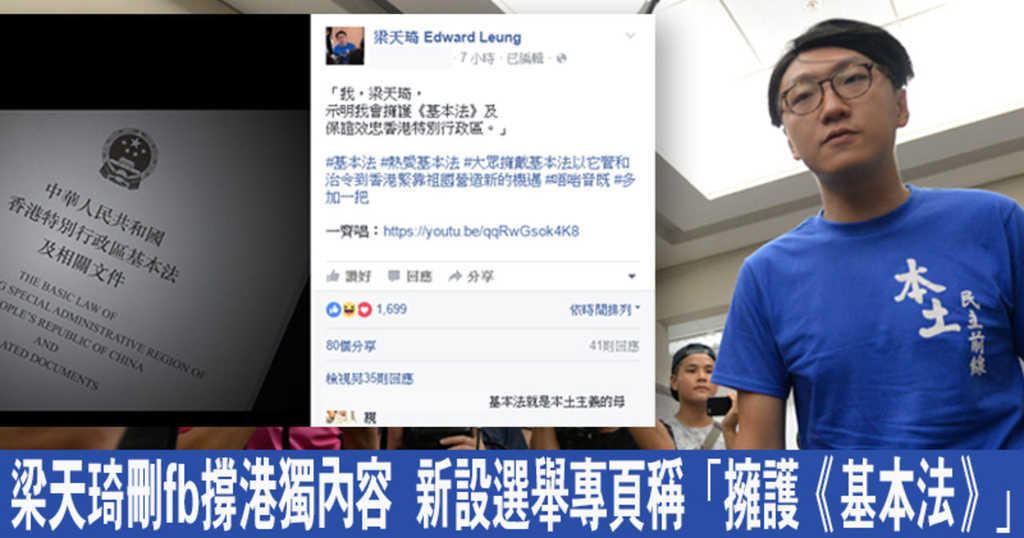 中華人民共和國
香港特別行政區基本法
及相關文件
THE BASIC LAW OF
G SPECIAL ADMINISTRATIVE REGION OF
OPLE'S REPUBLIC OF CHINA
AND
ATED DOCUMENTS
梁天琦 Edward Leung
7 小時 · 已編輯 ·
「我，梁天琦，
示明我會擁護《基本法》及
保證效忠香港特別行政區。」
#基本法 #熱愛基本法 #大眾擁戴基本法以它管和
治令到香港緊靠祖國營造新的機遇 #唔啱音既 #多
加一把
一齊唱：https://youtu.be/qqRwGsok4K8
讚好 回應 分享
1,699 依時間排列
80個分享 41則回應
檢視另35則回應
基本法就是本土主義的母
本土
民主前線
梁天琦刪fb撐港獨內容 新設選舉專頁稱「擁護《基本法》」